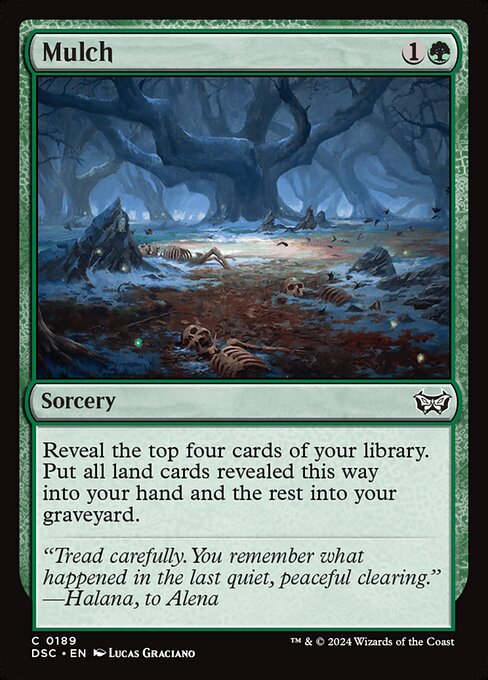 Mulch
1
Sorcery
Reveal the top four cards of your library.
Put all land cards revealed this way
into your hand and the rest into your
graveyard.
“Tread carefully. You remember what
happened in the last quiet, peaceful clearing.”
—Halana, to Alena
C 0189
DSC • EN Lucas Graciano
™ & © 2024 Wizards of the Coast